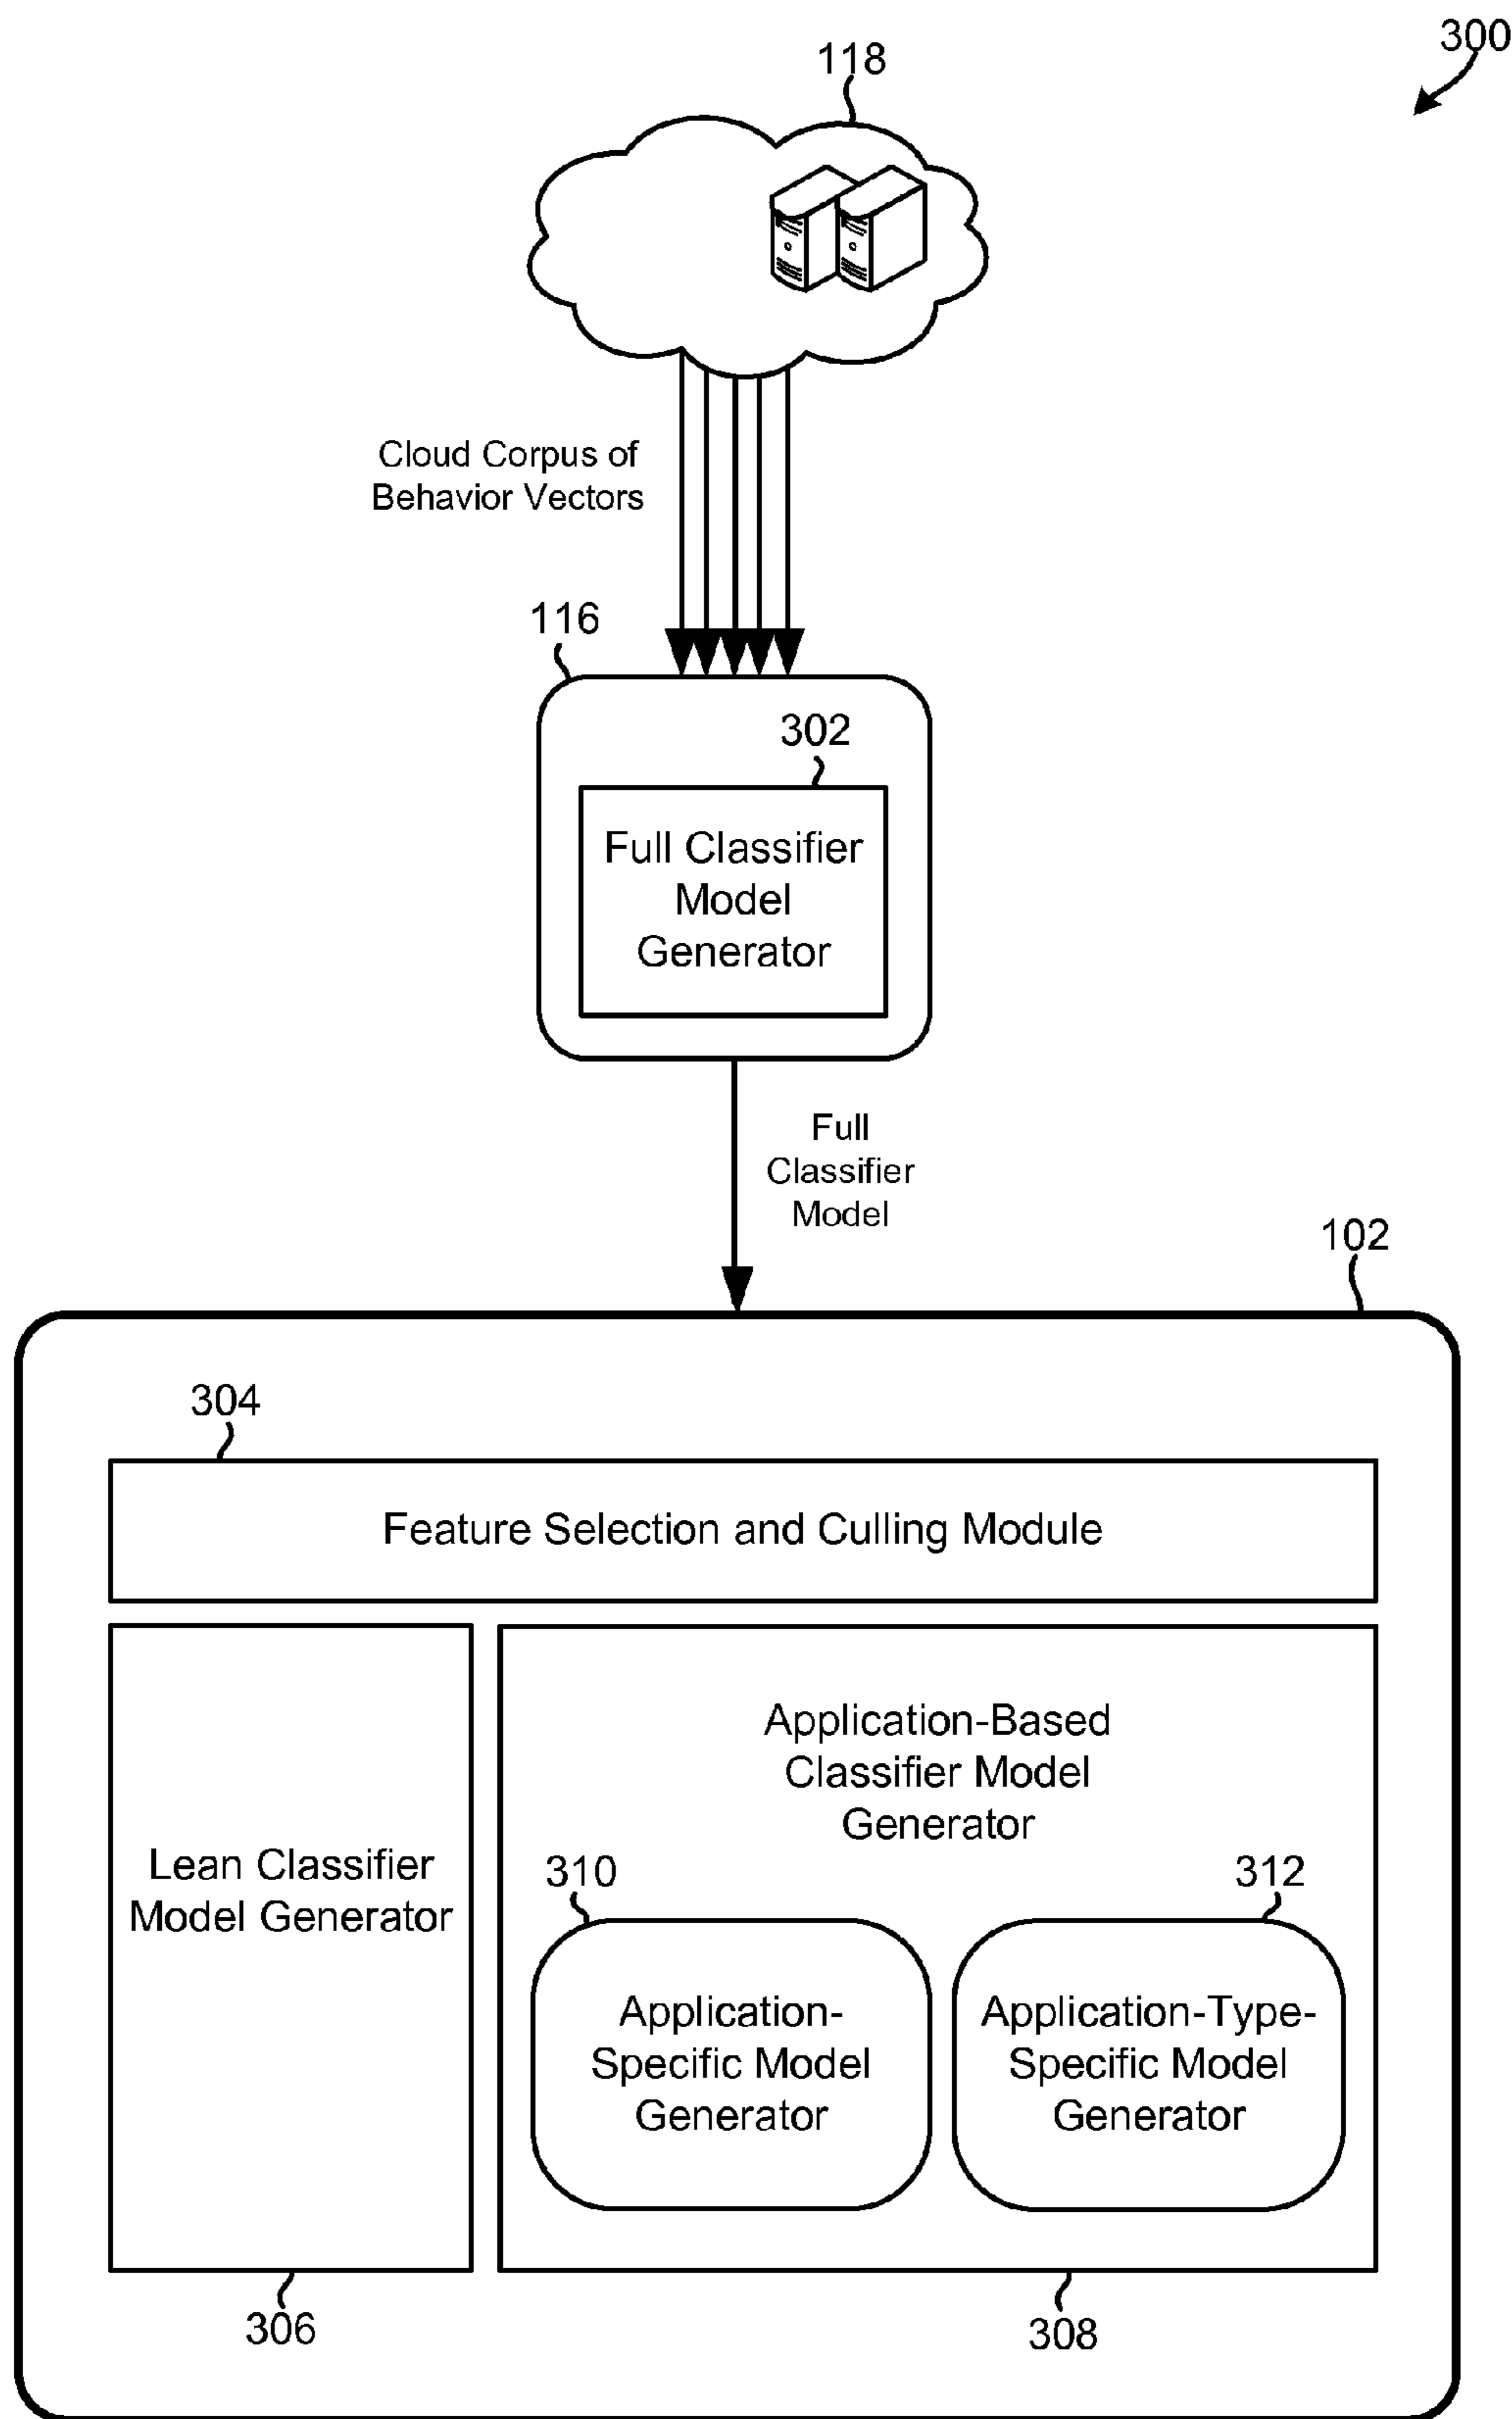 300
118
Cloud Corpus of
Behavior Vectors
116
302
Full Classifier
Model
Generator
Full
Classifier
Model
102
304
Feature Selection and Culling Module
Lean Classifier
Model Generator
306
Application-Based
Classifier Model
Generator
310
Application-
Specific Model
Generator
312
Application-Type-
Specific Model
Generator
308